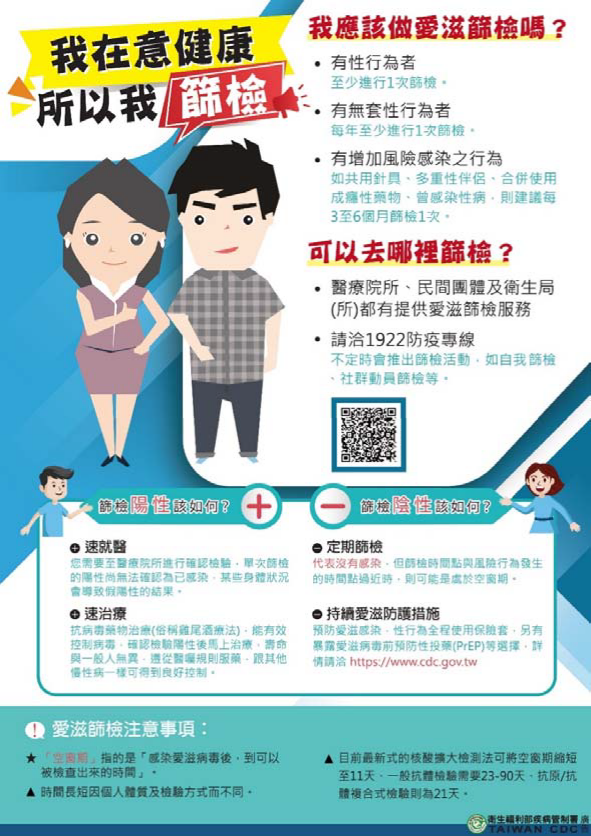 我在意健康
所以我 篩檢
我應該做愛滋篩檢嗎？
• 有性行為者
至少進行1次篩檢。
• 有無套性行為者
每年至少進行1次篩檢。
• 有增加風險感染之行為
如共用針具、多重性伴侶、合併使用
成癮性藥物、曾感染性病，則建議每
3至6個月篩檢1次。
可以去哪裡篩檢？
• 醫療院所、民間團體及衛生局
(所)都有提供愛滋篩檢服務
• 請洽1922防疫專線
不定時會推出篩檢活動，如自我篩檢
、社群動員篩檢等。
篩檢陽性該如何？
速就醫
您需要至醫療院所進行確認檢驗，單次篩檢
的陽性尚無法確認為已感染，某些身體狀況
會導致假陽性的結果。
速治療
抗病毒藥物治療(俗稱雞尾酒療法)，能有效
控制病毒，確認檢驗陽性後馬上治療，壽命
與一般人無異，遵從醫囑規則服藥，跟其他
慢性病一樣可得到良好控制。
篩檢陰性該如何？
定期篩檢
代表沒有感染，但篩檢時間點與風險行為發生
的時間點過近時，則可能是處於空窗期。
持續愛滋防護措施
預防愛滋感染，性行為全程使用保險套，另有
暴露愛滋病毒前預防性投藥(PrEP)等選擇，詳
情請洽 https://www.cdc.gov.tw
! 愛滋篩檢注意事項：
★「空窗期」指的是「感染愛滋病毒後，到可以
被檢查出來的時間」。
▲ 時間長短因個人體質及檢驗方式而不同。
▲ 目前最新式的核酸擴大檢測法可將空窗期縮短
至11天、一般抗體檢驗需要23-90天、抗原/抗
體複合式檢驗則為21天。
衛生福利部疾病管制署 廣告
TAIWAN CDC